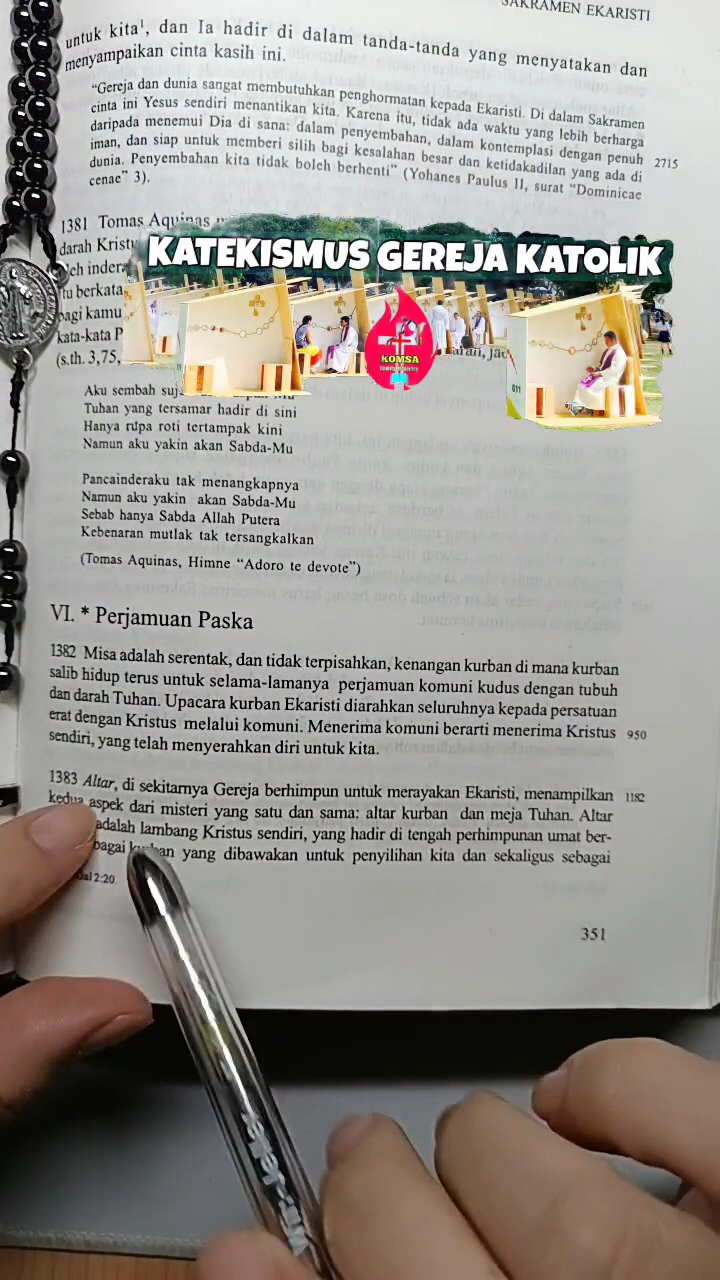 SAKRAMEN EKARISTI
untuk kita¹, dan Ia hadir di dalam tanda-tanda yang menyatakan dan
menyampaikan cinta kasih ini.
“Gereja dan dunia sangat membutuhkan penghormatan kepada Ekaristi. Di dalam Sakramen
cinta ini Yesus sendiri menantikan kita. Karena itu, tidak ada waktu yang lebih berharga
daripada menemui Dia di sana: dalam penyembahan, dalam kontemplasi dengan penuh
iman, dan siap untuk memberi silih bagi kesalahan besar dan ketidakadilan yang ada di 2715
dunia. Penyembahan kita tidak boleh berhenti” (Yohanes Paulus II, surat “Dominicae
cenae” 3).
1381 Tomas Aquinas
darah
KATEKISMUS GEREJA KATOLIK
berkata
bagi kamu
kata-kata
(s.th. 3,75,
KOMSA
G11
Aku sembah
Tuhan yang tersamar hadir di sini
Hanya rupa roti tertampak kini
Namun aku yakin akan Sabda-Mu
Pancainderaku tak menangkapnya
Namun aku yakin akan Sabda-Mu
Sebab hanya Sabda Allah Putera
Kebenaran mutlak tak tersangkalkan
(Tomas Aquinas, Himne “Adoro te devote”)
VI. * Perjamuan Paska
1382 Misa adalah serentak, dan tidak terpisahkan, kenangan kurban di mana kurban
salib hidup terus untuk selama-lamanya perjamuan komuni kudus dengan tubuh
dan darah Tuhan. Upacara kurban Ekaristi diarahkan seluruhnya kepada persatuan
erat dengan Kristus melalui komuni. Menerima komuni berarti menerima Kristus 950
sendiri, yang telah menyerahkan diri untuk kita.
1383 Altar, di sekitarnya Gereja berhimpun untuk merayakan Ekaristi, menampilkan 1182
kedua aspek dari misteri yang satu dan sama: altar kurban dan meja Tuhan. Altar
adalah lambang Kristus sendiri, yang hadir di tengah perhimpunan umat ber-
yang dibawakan untuk penyilihan kita dan sekaligus sebagai
2:20.
351